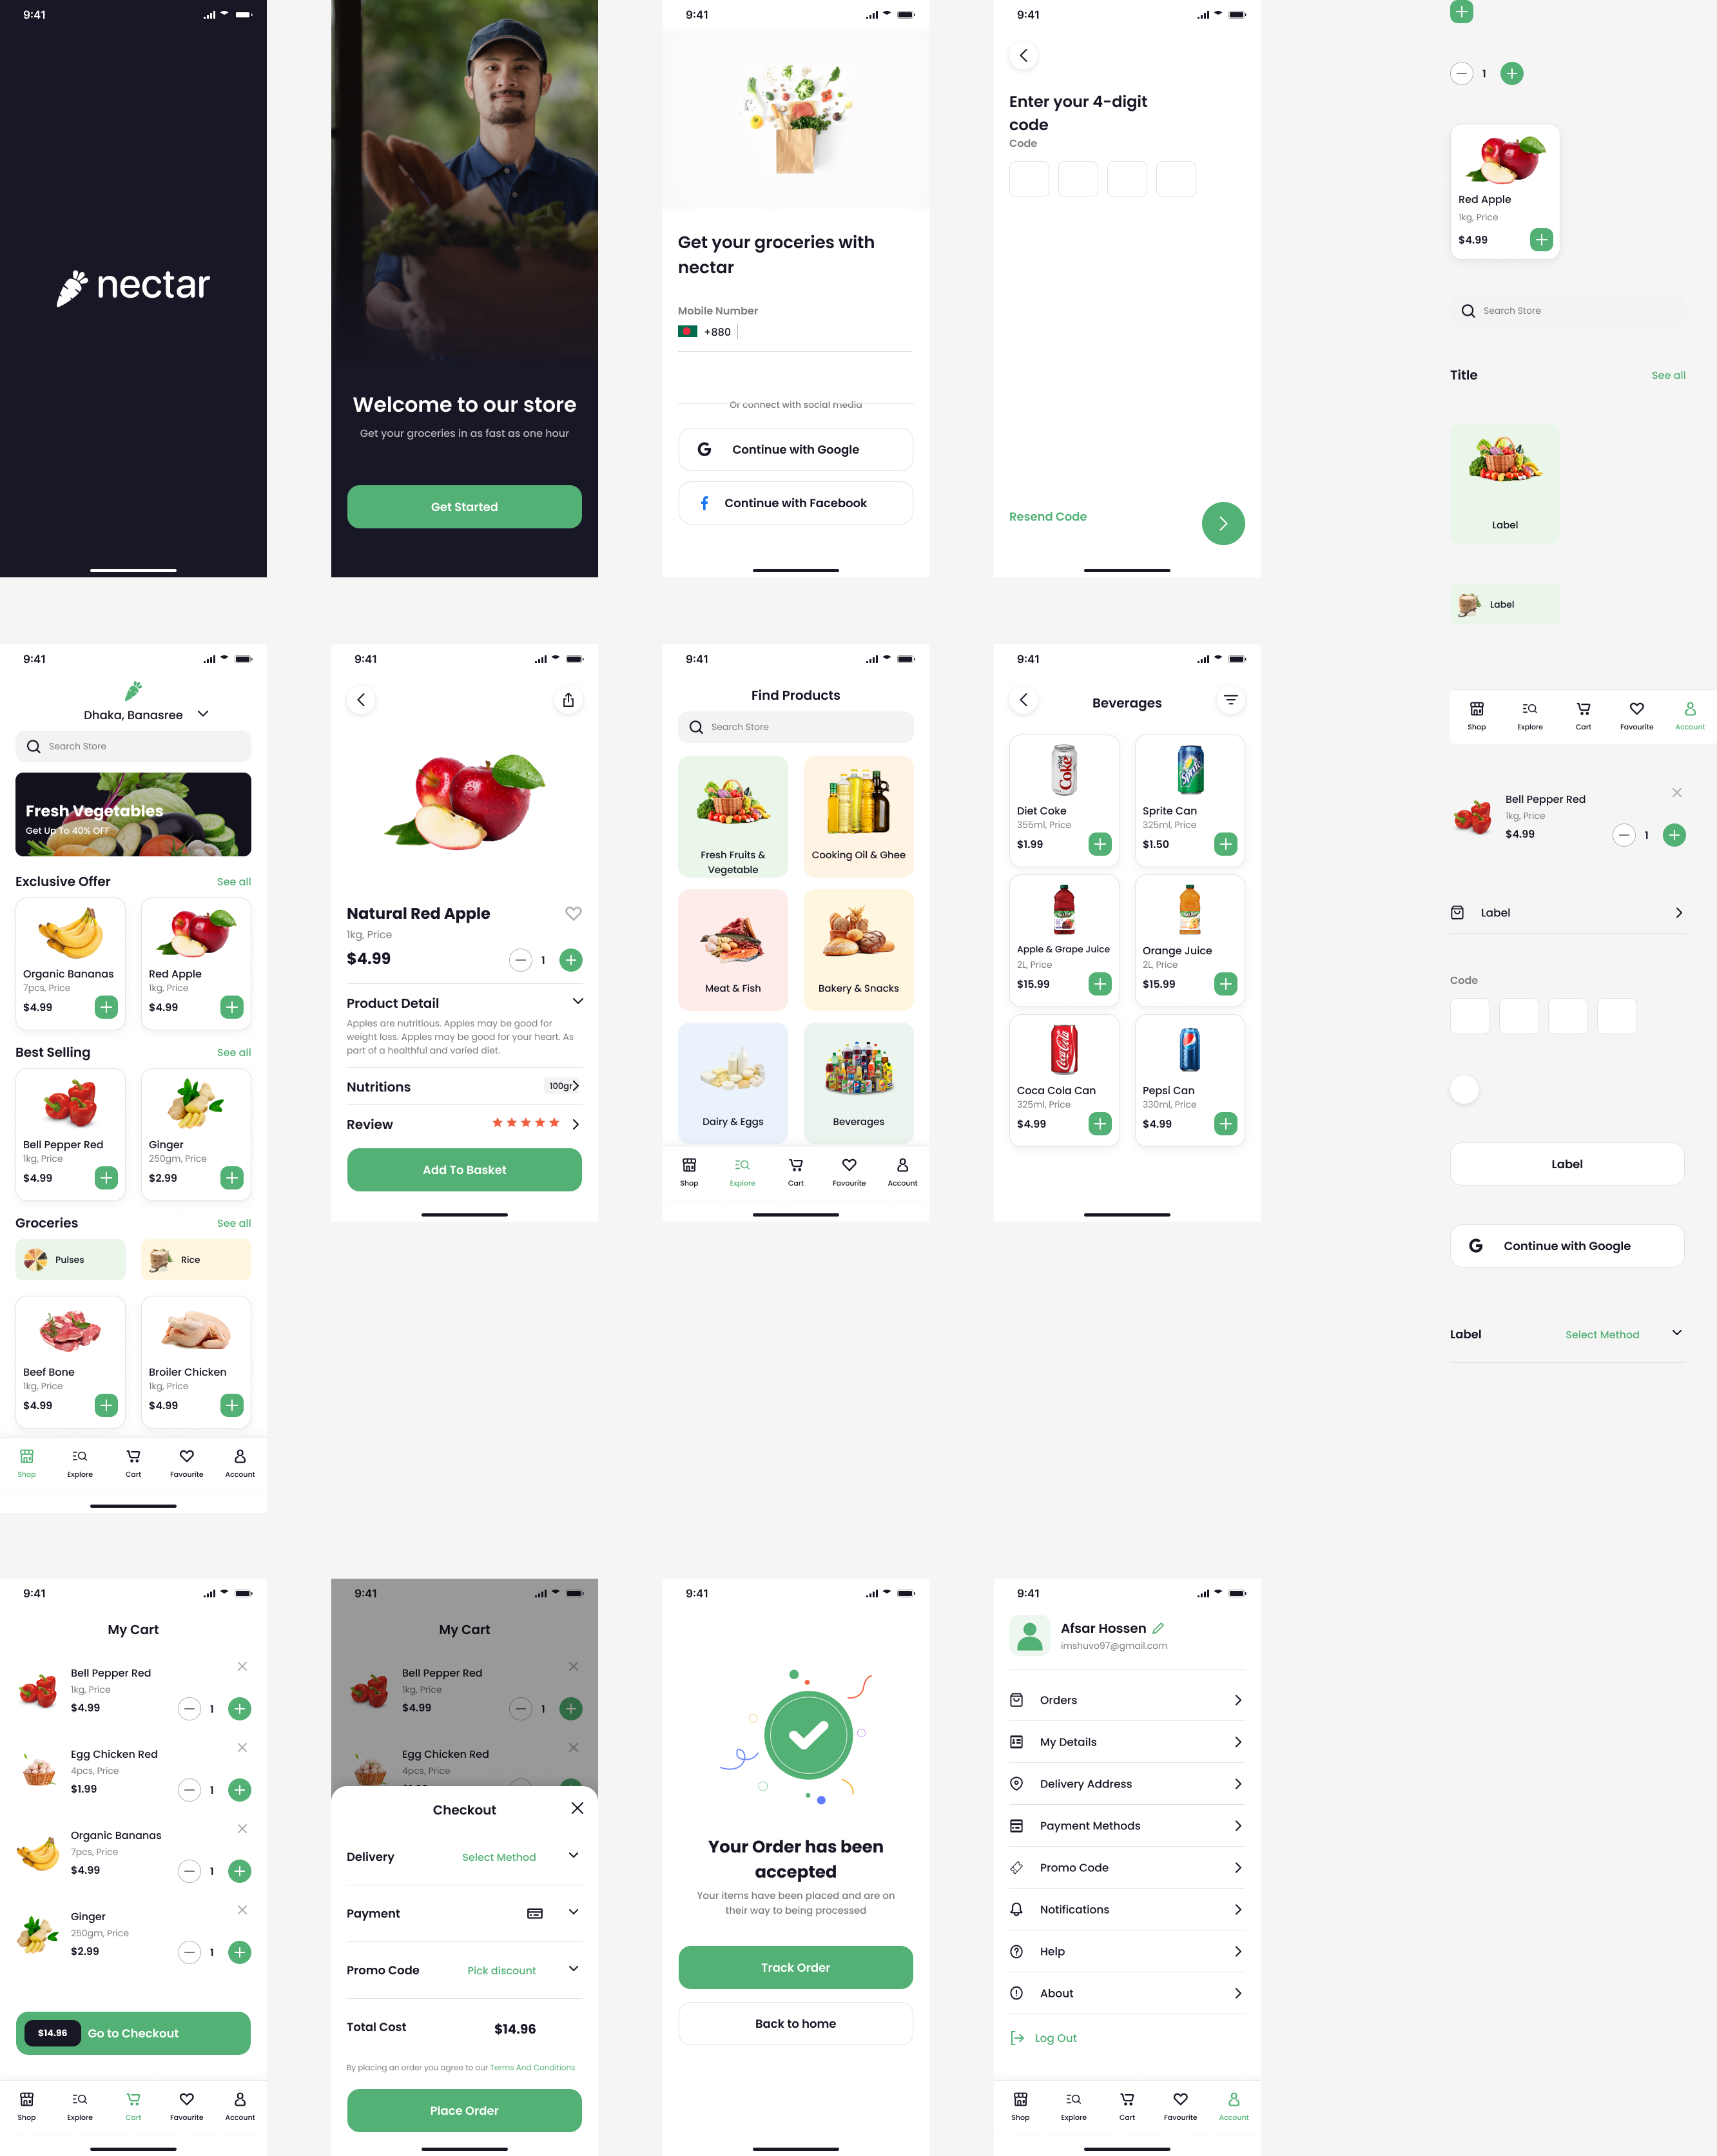 9:41
nectar
Welcome to our store
Get your groceries in as fast as one hour
Get Started
9:41
Get your groceries with
nectar
Mobile Number
+880
Or connect with social media
Continue with Google
Continue with Facebook
9:41
Enter your 4-digit
code
Code
Resend Code
1
Red Apple
1kg, Price
$4.99
Search Store
Title
See all
Label
Label
9:41
Dhaka, Banasree
Search Store
Fresh Vegetables
Get Up To 40% OFF
Exclusive Offer
See all
Organic Bananas
7pcs, Price
$4.99
Red Apple
1kg, Price
$4.99
Best Selling
See all
Bell Pepper Red
1kg, Price
$4.99
Ginger
250gm, Price
$2.99
Groceries
See all
Pulses
Rice
Beef Bone
1kg, Price
$4.99
Broiler Chicken
1kg, Price
$4.99
Shop
Explore
Cart
Favourite
Account
9:41
Natural Red Apple
1kg, Price
$4.99
1
Product Detail
Apples are nutritious. Apples may be good for
weight loss. Apples may be good for your heart. As
part of a healthful and varied diet.
Nutritions
100gr
Review
Add To Basket
9:41
Find Products
Search Store
Fresh Fruits &
Vegetable
Cooking Oil & Ghee
Meat & Fish
Bakery & Snacks
Dairy & Eggs
Beverages
Shop
Explore
Cart
Favourite
Account
9:41
Beverages
Coke
Diet Coke
355ml, Price
$1.99
Sprite
Sprite Can
325ml, Price
$1.50
Apple & Grape Juice
2L, Price
$15.99
Orange Juice
2L, Price
$15.99
Coca-Cola
Coca Cola Can
325ml, Price
$4.99
Pepsi Can
330ml, Price
$4.99
Shop
Explore
Cart
Favourite
Account
Bell Pepper Red
1kg, Price
$4.99
1
Label
Code
Label
Continue with Google
Label
Select Method
9:41
My Cart
Bell Pepper Red
1kg, Price
$4.99
1
Egg Chicken Red
4pcs, Price
$1.99
1
Organic Bananas
7pcs, Price
$4.99
1
Ginger
250gm, Price
$2.99
1
$14.96
Go to Checkout
Shop
Explore
Cart
Favourite
Account
9:41
My Cart
Bell Pepper Red
1kg, Price
$4.99
1
Egg Chicken Red
4pcs, Price
Checkout
Delivery
Select Method
Payment
Promo Code
Pick discount
Total Cost
$14.96
By placing an order you agree to our Terms And Conditions
Place Order
9:41
Your Order has been
accepted
Your items have been placed and are on
their way to being processed
Track Order
Back to home
9:41
Afsar Hossen
imshuvo97@gmail.com
Orders
My Details
Delivery Address
Payment Methods
Promo Code
Notifications
Help
About
Log Out
Shop
Explore
Cart
Favourite
Account